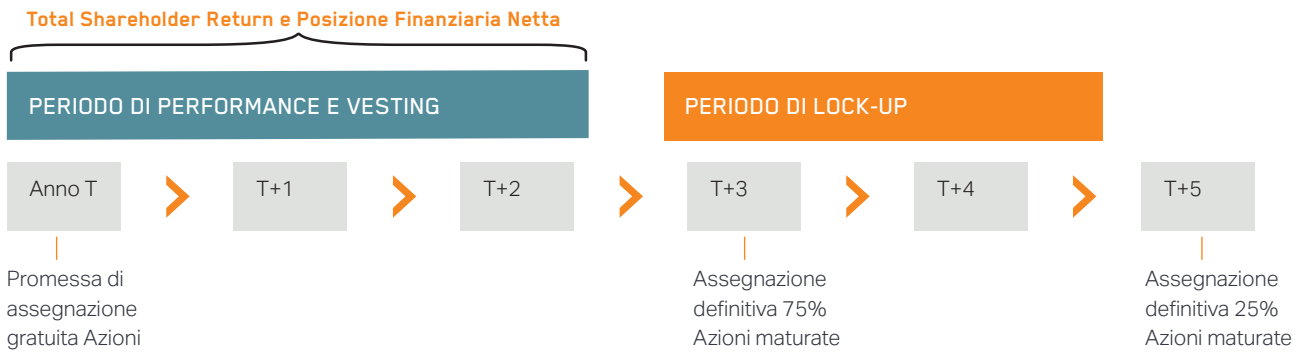 Total Shareholder Return e Posizione Finanziaria Netta
PERIODO DI PERFORMANCE E VESTING
PERIODO DI LOCK-UP
Anno T
T+1
T+2
T+3
T+4
T+5
Promessa di
assegnazione
gratuita Azioni
Assegnazione
definitiva 75%
Azioni maturate
Assegnazione
definitiva 25%
Azioni maturate